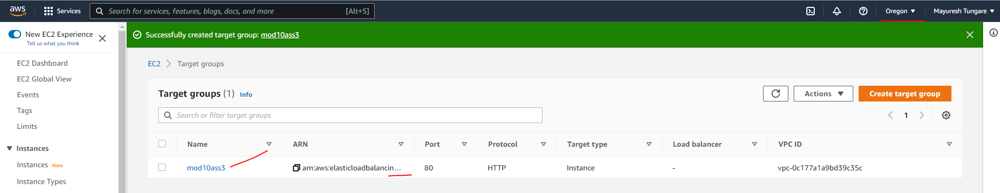 aws Services Search for services, features, blogs, docs, and more [Alt+S] Oregon Mayuresh Tungare
New EC2 Experience
Tell us what you think
Successfully created target group: mod10ass3
EC2 Dashboard
EC2 Global View
Events
Tags
Limits
Instances
Instances New
Instance Types
EC2 Target groups
Target groups (1) Info
Actions Create target group
Search or filter target groups
1
Name ARN Port Protocol Target type Load balancer VPC ID
mod10ass3 arn:aws:elasticloadbalancin... 80 HTTP Instance - vpc-0c177a1a9bd39c35c